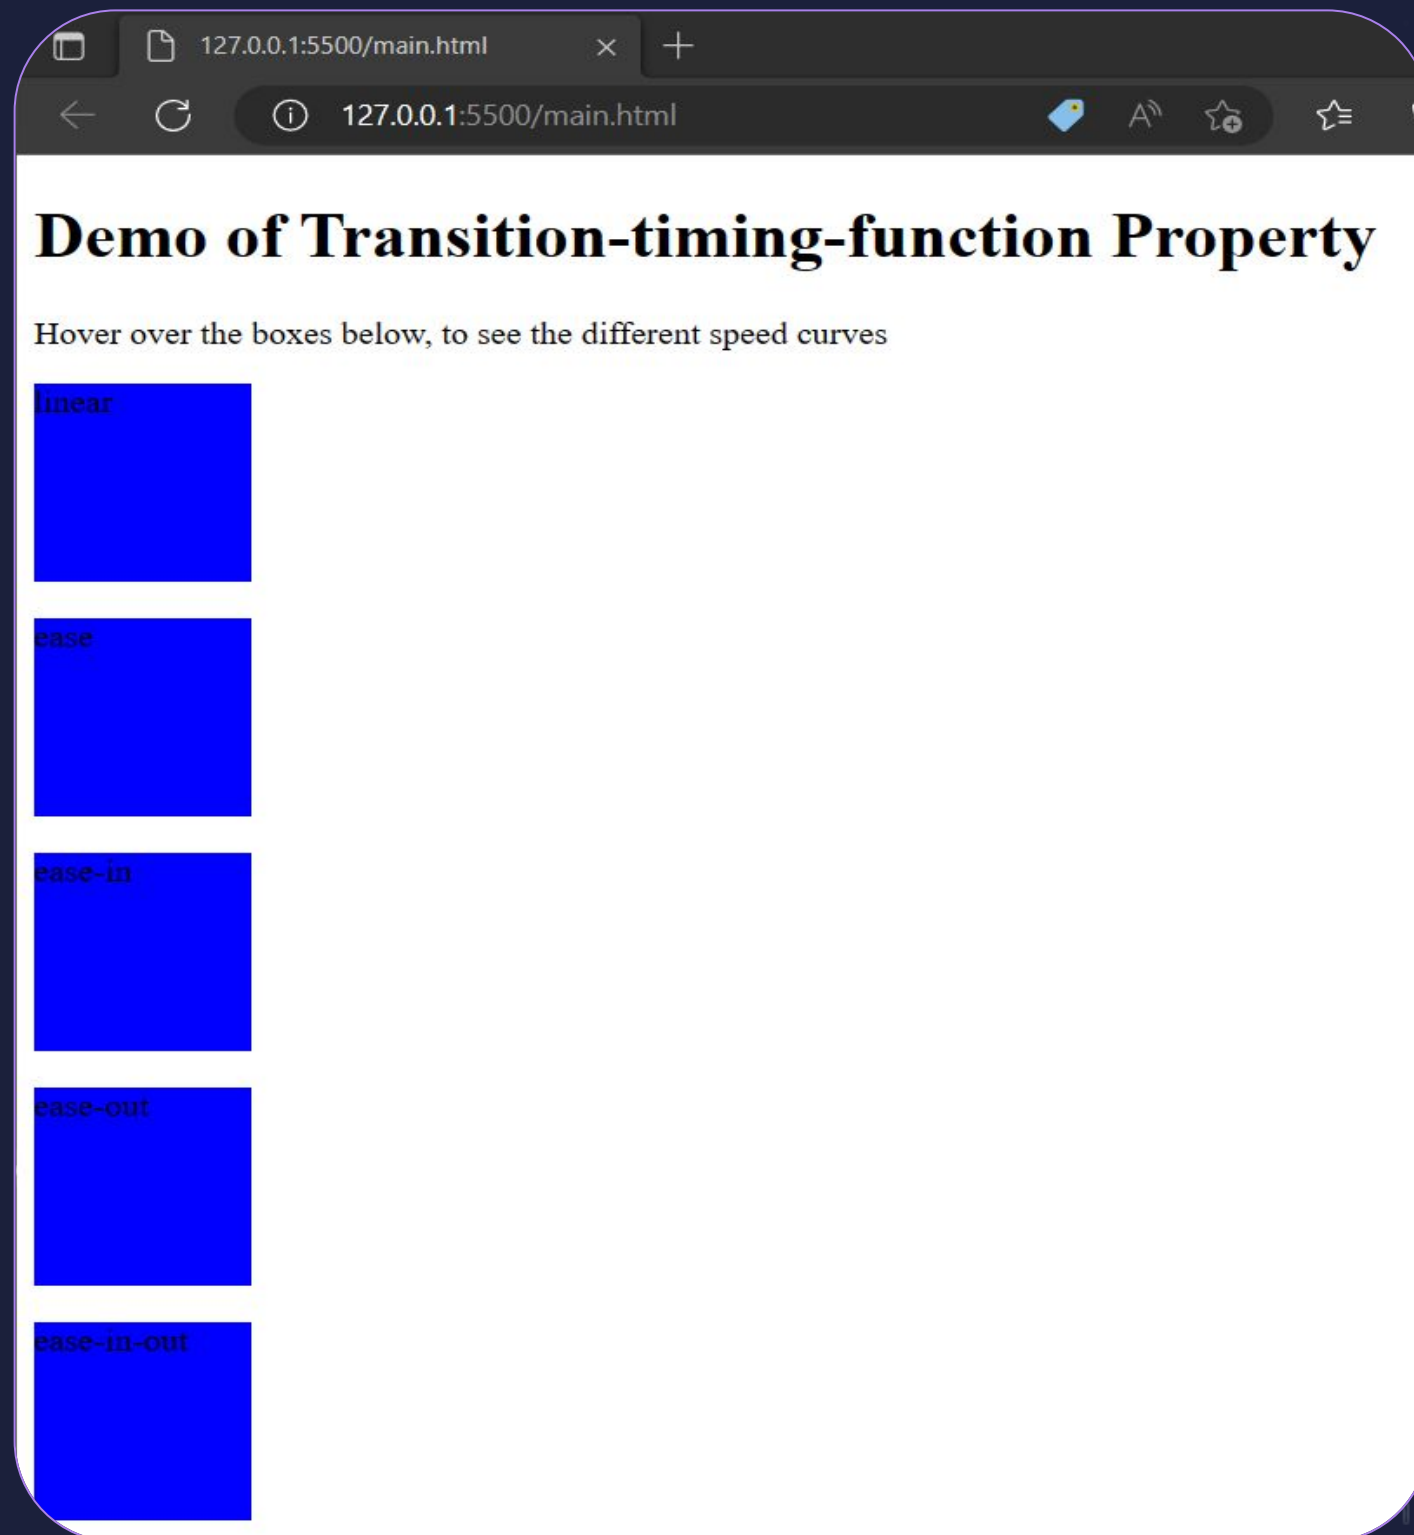 127.0.0.1:5500/main.html
127.0.0.1:5500/main.html
Demo of Transition-timing-function Property
Hover over the boxes below, to see the different speed curves
linear
ease
ease-in
ease-out
ease-in-out